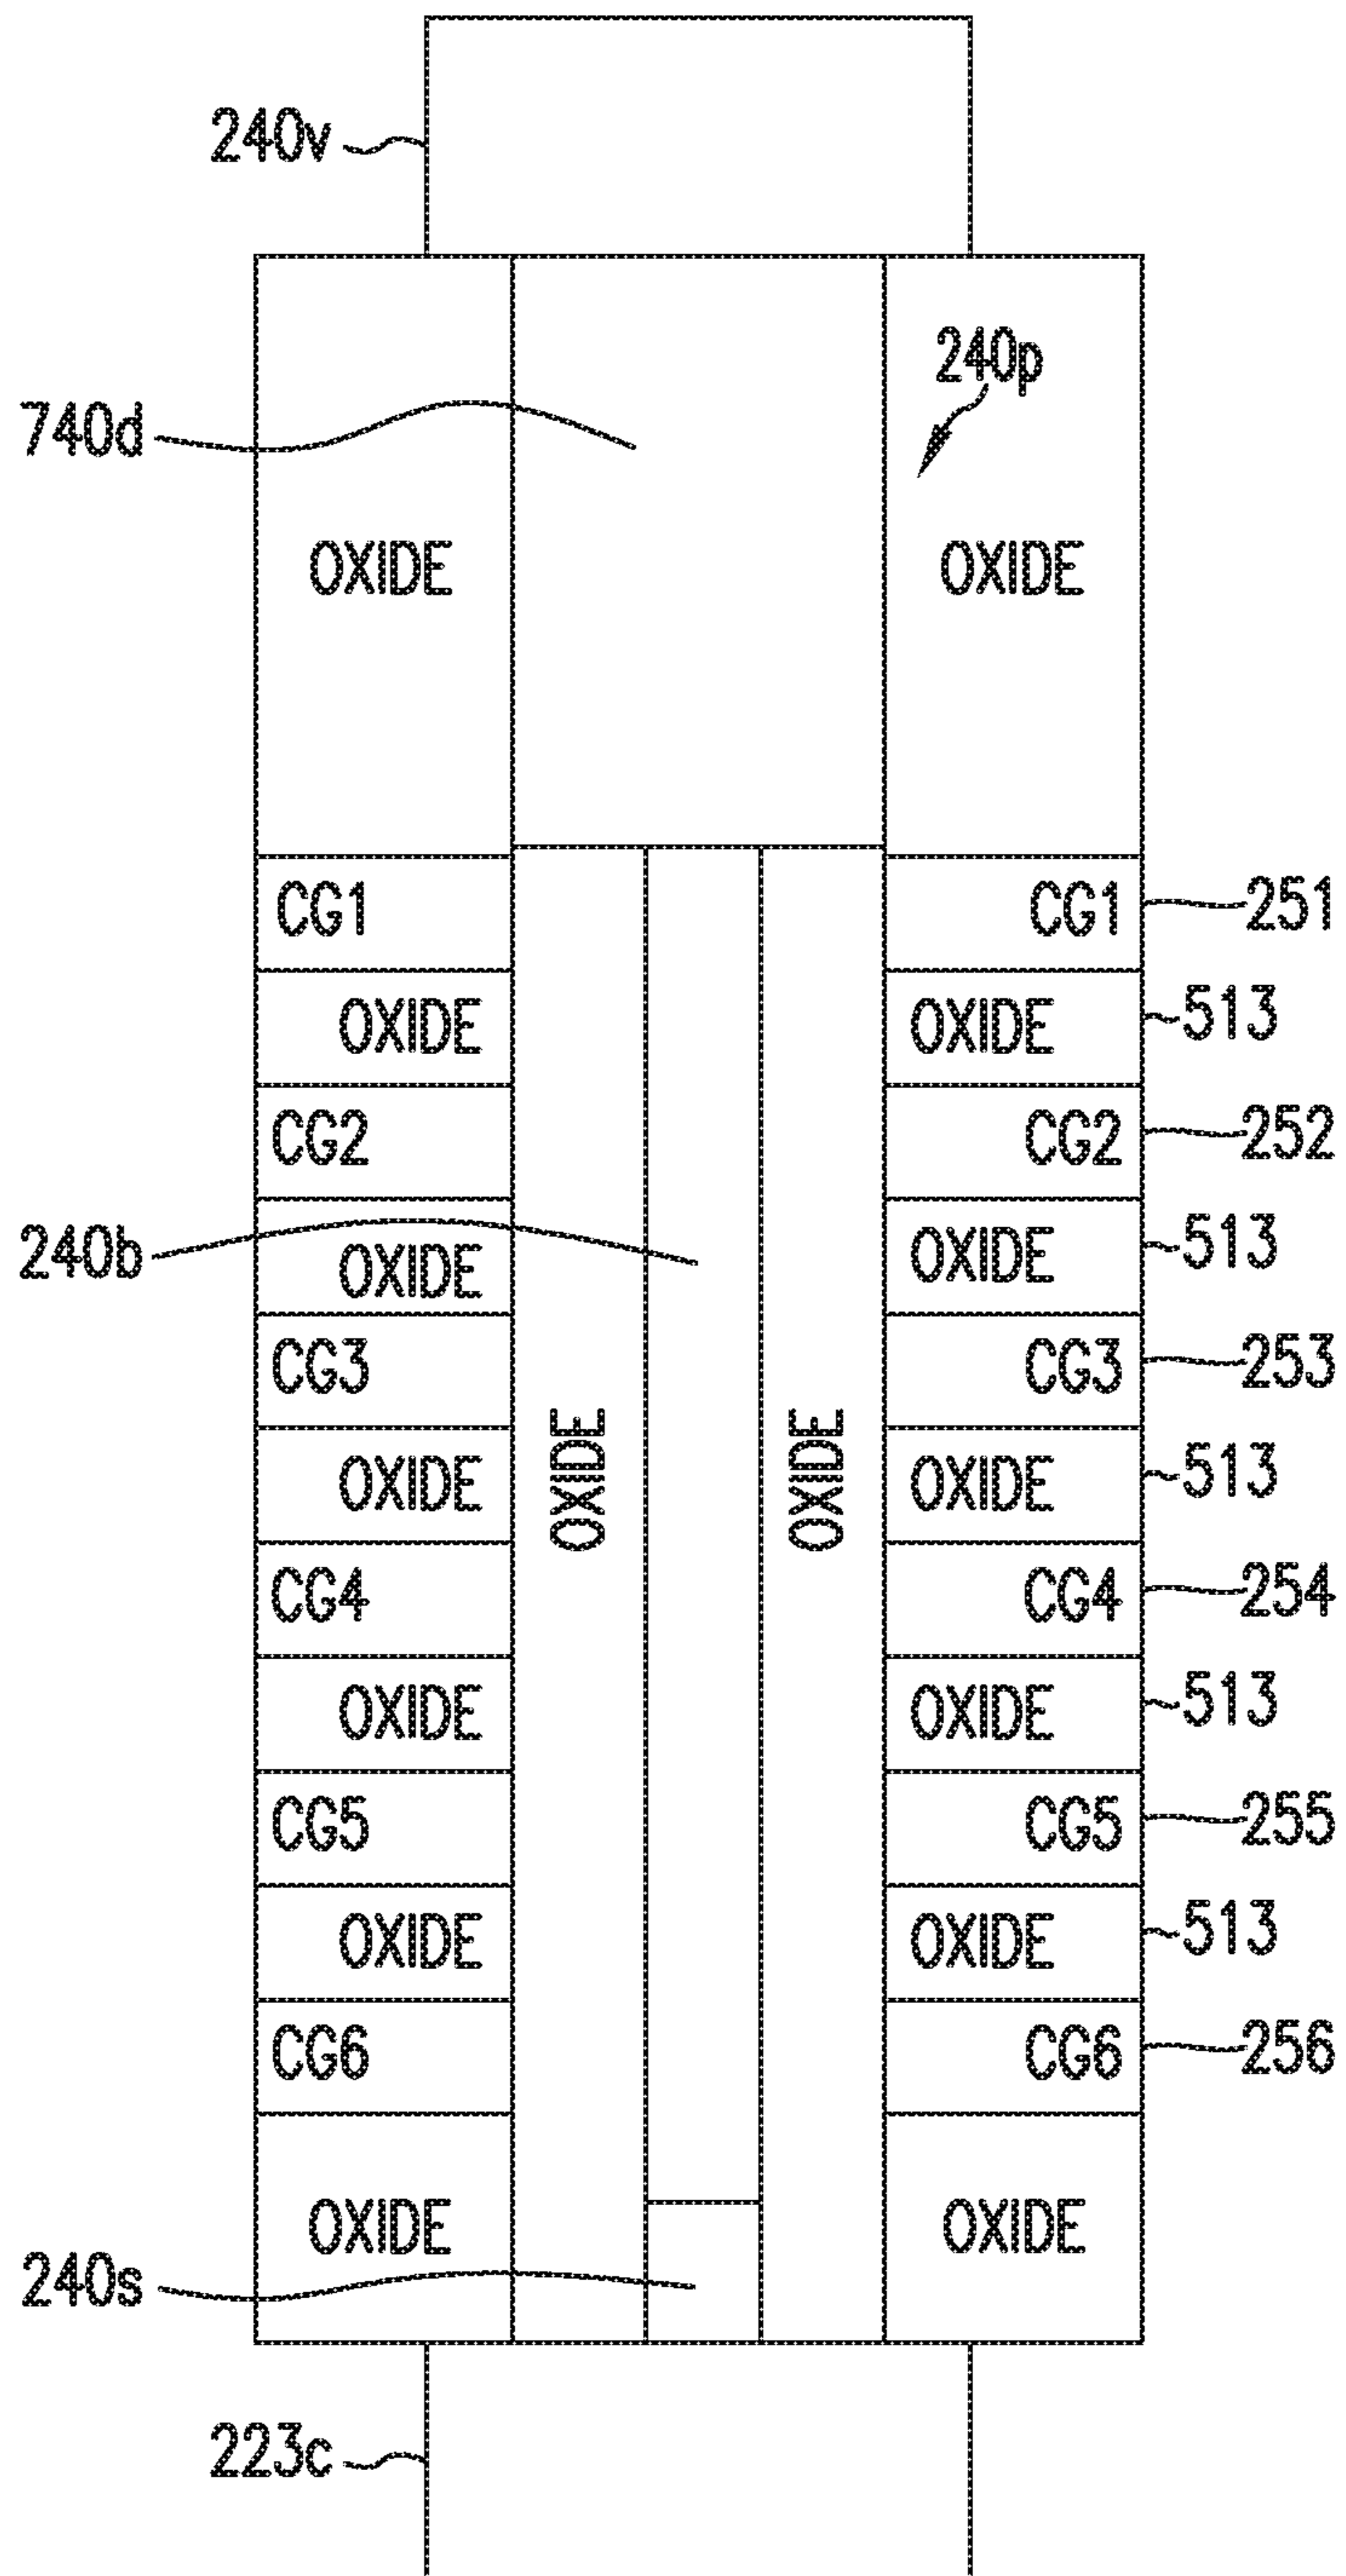 240v
240p
740d
OXIDE OXIDE
CG1 CG1 251
OXIDE OXIDE 513
CG2 CG2 252
240b OXIDE OXIDE 513
CG3 CG3 253
OXIDE OXIDE
OXIDE OXIDE 513
CG4 CG4 254
OXIDE OXIDE 513
CG5 CG5 255
OXIDE OXIDE 513
CG6 CG6 256
OXIDE OXIDE
240s
223c